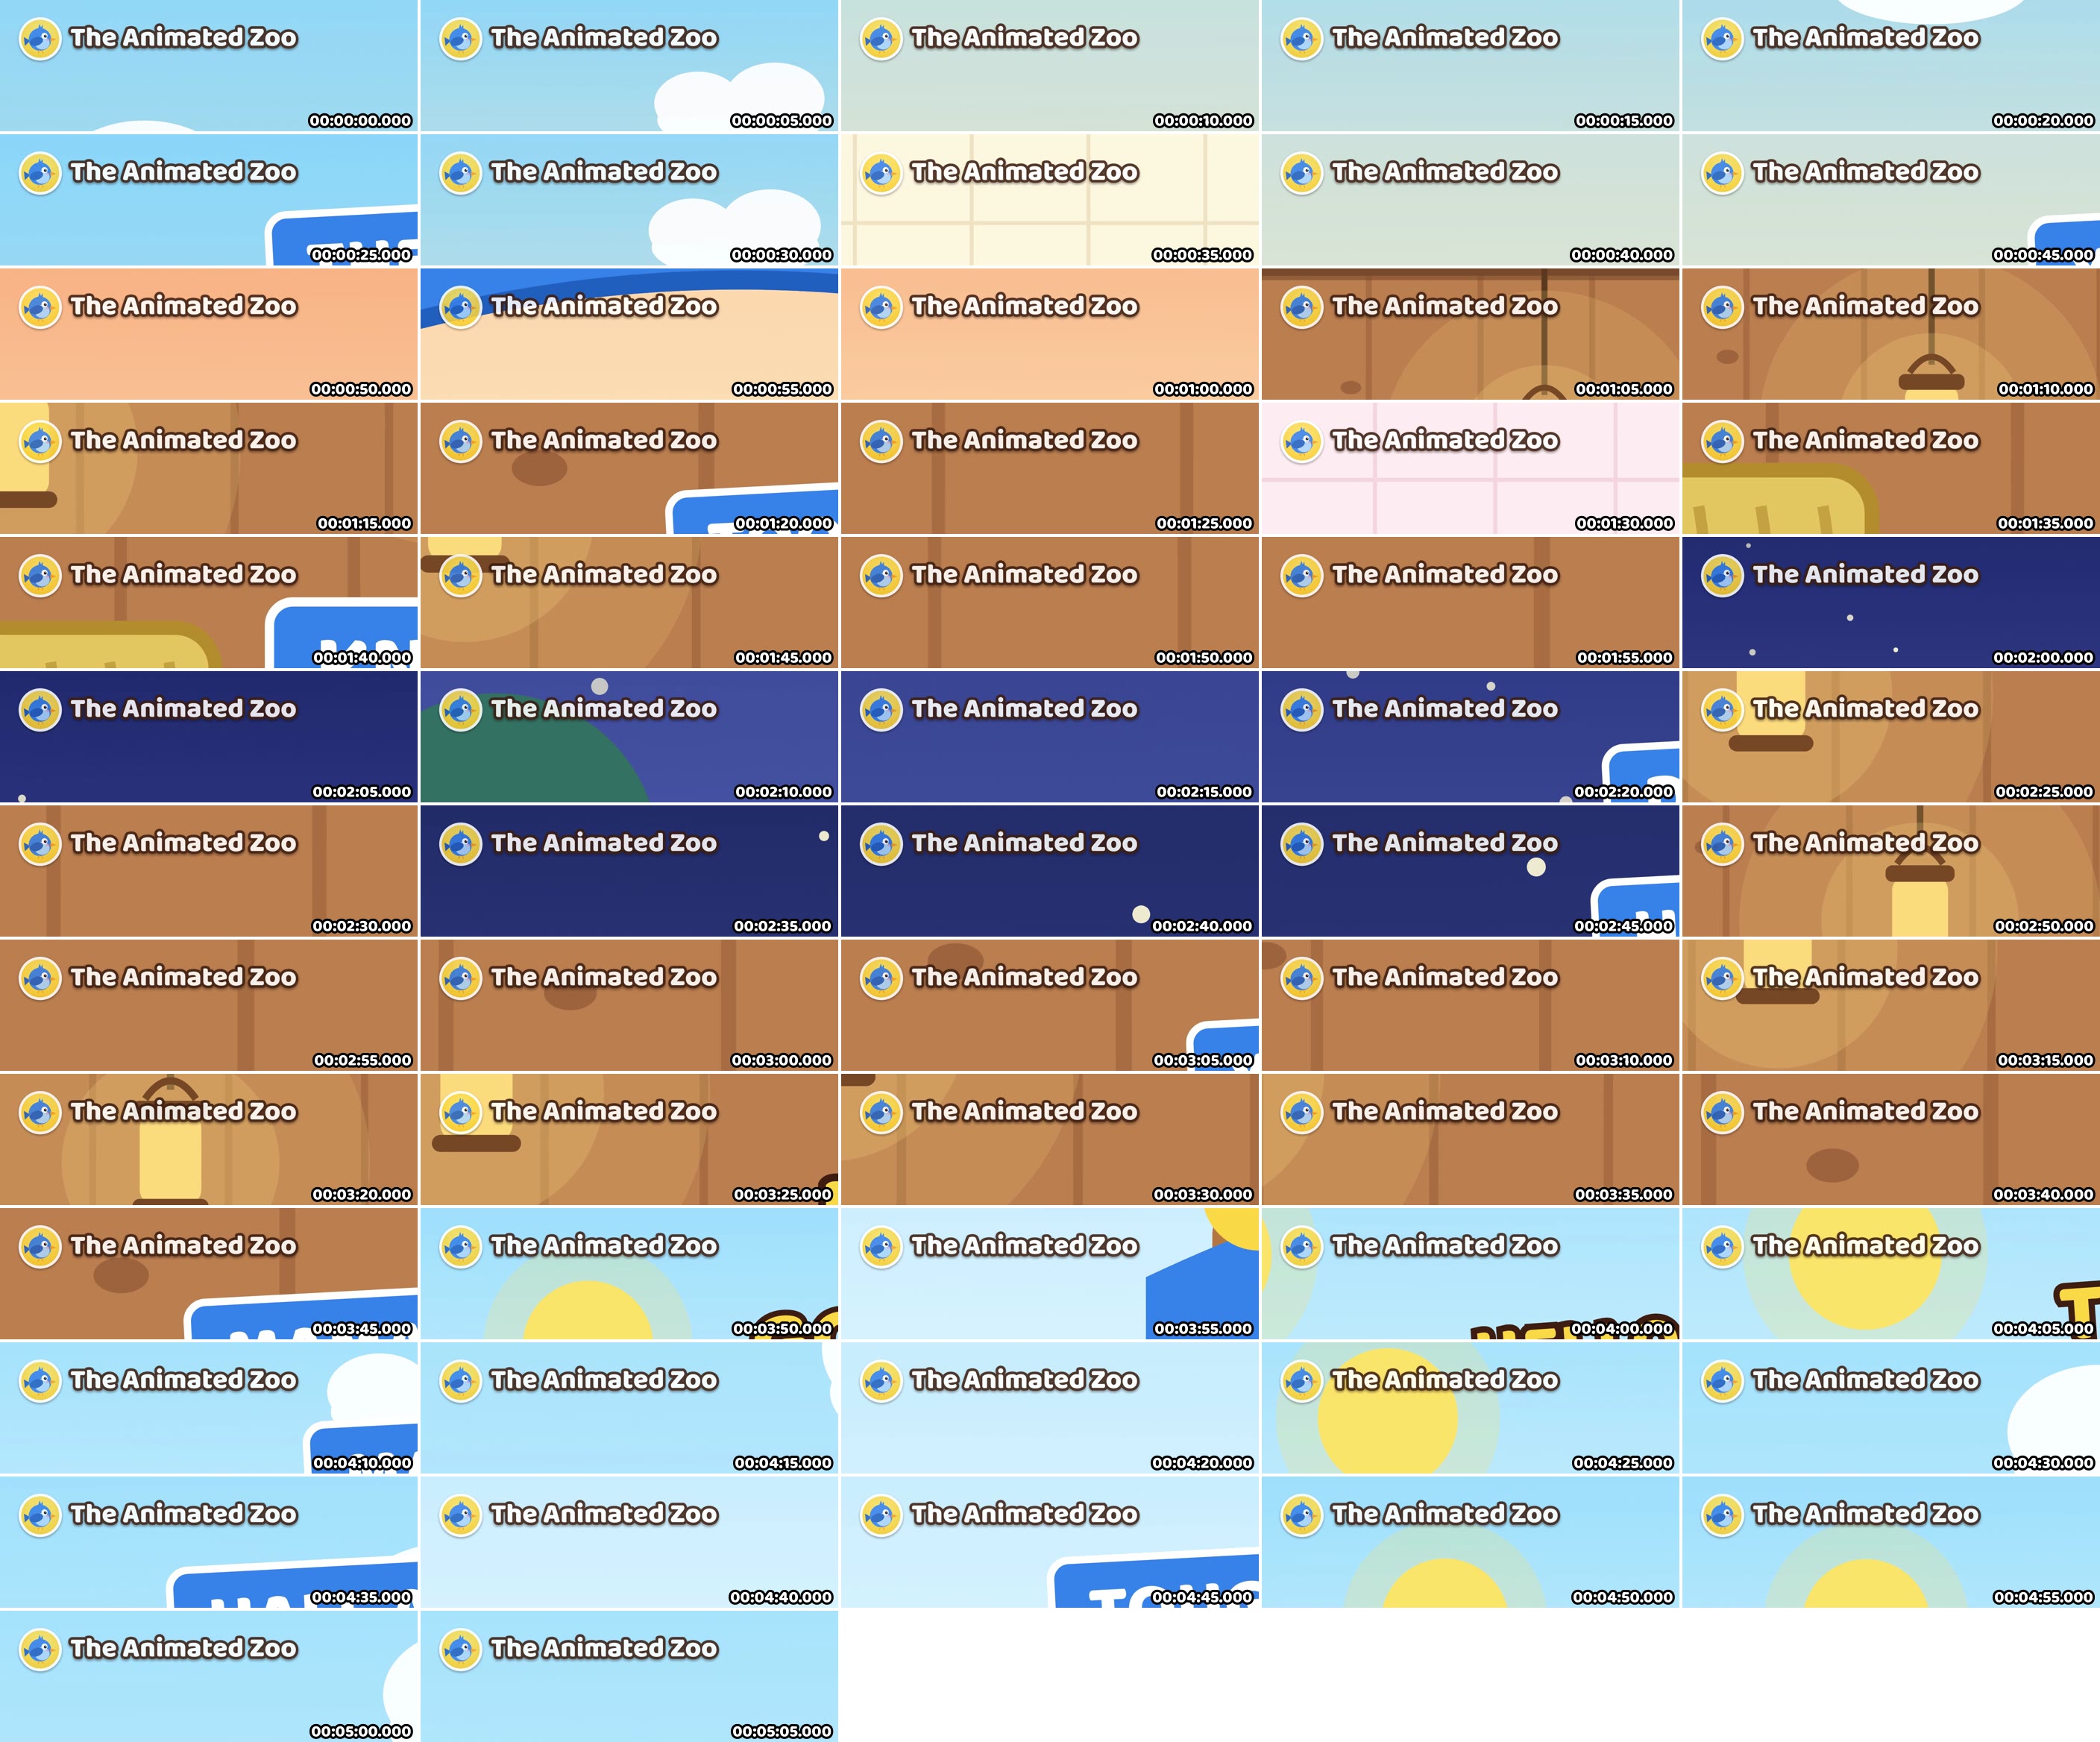 The Animated Zoo The Animated Zoo The Animated Zoo The Animated Zoo The Animated Zoo
00:00:00.000 00:00:05.000 00:00:10.000 00:00:15.000 00:00:20.000
The Animated Zoo The Animated Zoo The Animated Zoo The Animated Zoo The Animated Zoo
00:00:25.000 00:00:30.000 00:00:35.000 00:00:40.000 00:00:45.000
The Animated Zoo The Animated Zoo The Animated Zoo The Animated Zoo The Animated Zoo
00:00:50.000 00:00:55.000 00:01:00.000 00:01:05.000 00:01:10.000
The Animated Zoo The Animated Zoo The Animated Zoo The Animated Zoo The Animated Zoo
00:01:15.000 00:01:20.000 00:01:25.000 00:01:30.000 00:01:35.000
The Animated Zoo The Animated Zoo The Animated Zoo The Animated Zoo The Animated Zoo
00:01:40.000 00:01:45.000 00:01:50.000 00:01:55.000 00:02:00.000
The Animated Zoo The Animated Zoo The Animated Zoo The Animated Zoo The Animated Zoo
00:02:05.000 00:02:10.000 00:02:15.000 00:02:20.000 00:02:25.000
The Animated Zoo The Animated Zoo The Animated Zoo The Animated Zoo The Animated Zoo
00:02:30.000 00:02:35.000 00:02:40.000 00:02:45.000 00:02:50.000
The Animated Zoo The Animated Zoo The Animated Zoo The Animated Zoo The Animated Zoo
00:02:55.000 00:03:00.000 00:03:05.000 00:03:10.000 00:03:15.000
The Animated Zoo The Animated Zoo The Animated Zoo The Animated Zoo The Animated Zoo
00:03:20.000 00:03:25.000 00:03:30.000 00:03:35.000 00:03:40.000
The Animated Zoo The Animated Zoo The Animated Zoo The Animated Zoo The Animated Zoo
00:03:45.000 00:03:50.000 00:03:55.000 00:04:00.000 00:04:05.000
The Animated Zoo The Animated Zoo The Animated Zoo The Animated Zoo The Animated Zoo
00:04:10.000 00:04:15.000 00:04:20.000 00:04:25.000 00:04:30.000
The Animated Zoo The Animated Zoo The Animated Zoo The Animated Zoo The Animated Zoo
00:04:35.000 00:04:40.000 00:04:45.000 00:04:50.000 00:04:55.000
The Animated Zoo The Animated Zoo
00:05:00.000 00:05:05.000